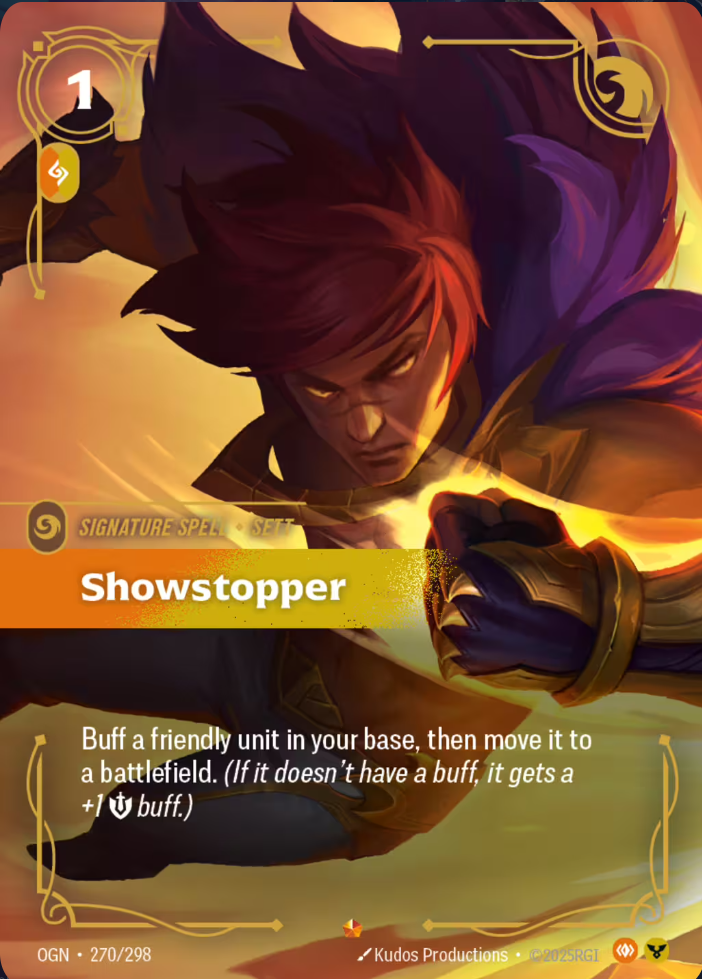 1
SIGNATURE SPELL • SETT
Showstopper
Buff a friendly unit in your base, then move it to
a battlefield. (If it doesn't have a buff, it gets a
+1 buff.)
OGN • 270/298
Kudos Productions • ©2025RGI